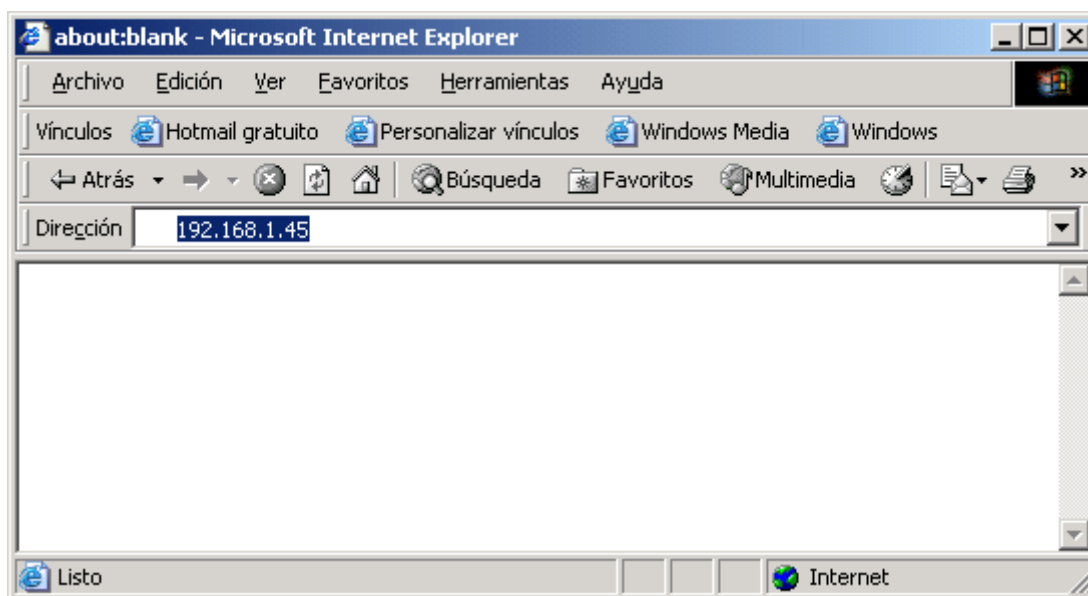 about:blank - Microsoft Internet Explorer
Archivo Edición Ver Favoritos Herramientas Ayuda
Vínculos Hotmail gratuito Personalizar vínculos Windows Media Windows
Atrás Búsqueda Favoritos Multimedia »
Dirección 192.168.1.45
Listo Internet